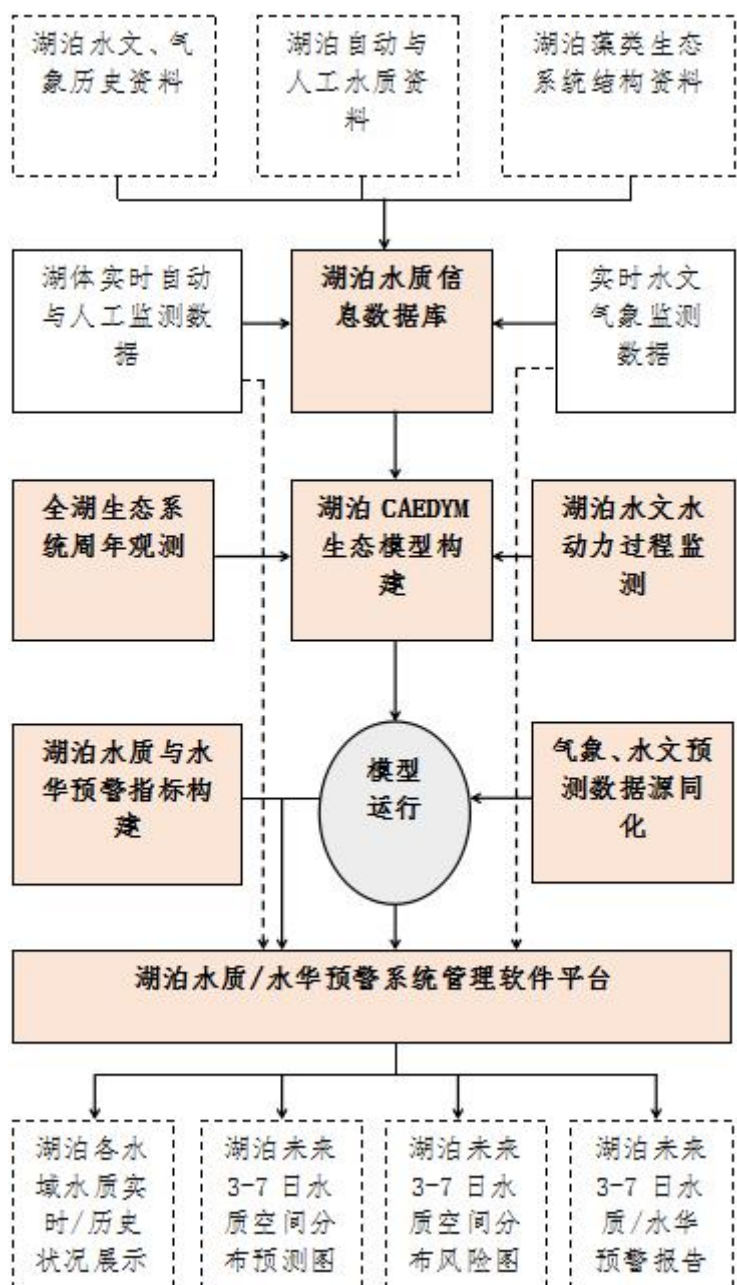 湖泊水文、气
象历史资料
湖泊自动与
人工水质资
料
湖泊藻类生态
系统结构资料
湖体实时自动
与人工监测数
据
湖泊水质信
息数据库
实时水文
气象监测
数据
全湖生态系
统周年观测
湖泊 CAEDYM
生态模型构
建
湖泊水文水
动力过程监
测
湖泊水质与水
华预警指标构
建
模型
运行
气象、水文预
测数据源同
化
湖泊水质/水华预警系统管理软件平台
湖泊各水
域水质实
时/历史
状况展示
湖泊未来
3-7 日水
质空间分
布预测图
湖泊未来
3-7 日水
质空间分
布风险图
湖泊未来
3-7 日水
质/水华
预警报告